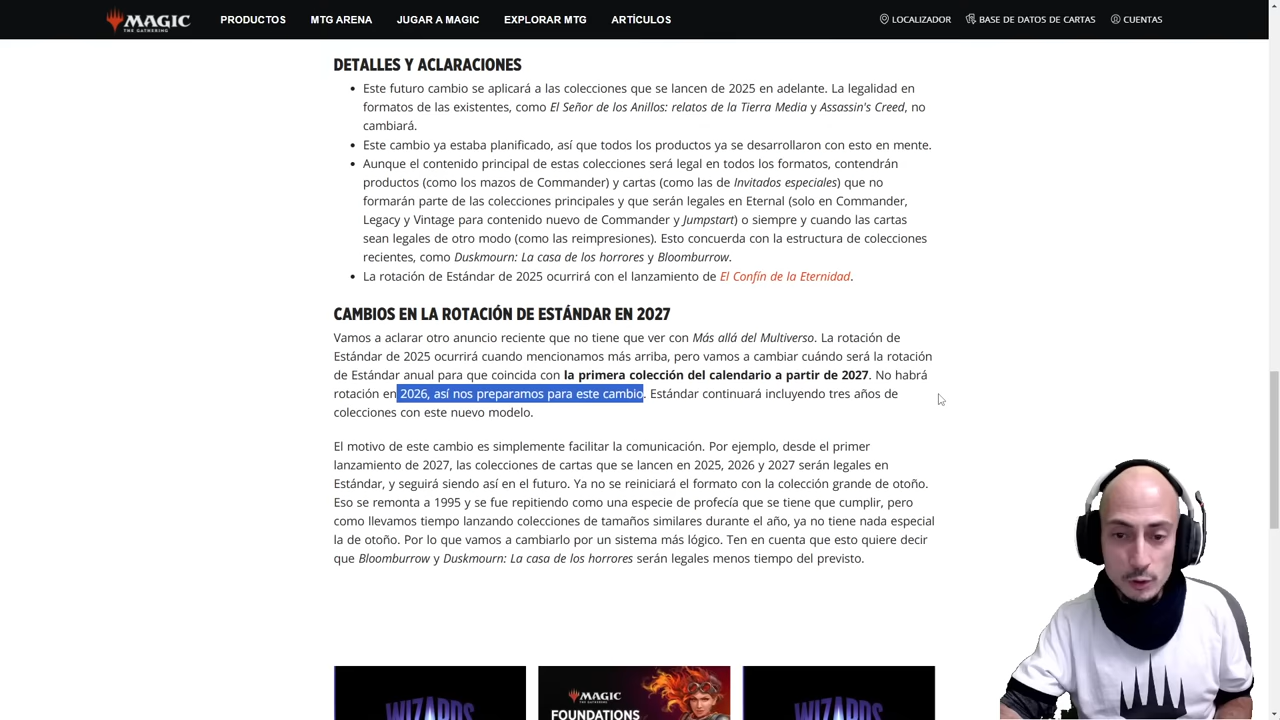 MAGIC
THE GATHERING
PRODUCTOS
MTG ARENA
JUGAR A MAGIC
EXPLORAR MTG
ARTÍCULOS
LOCALIZADOR
BASE DE DATOS DE CARTAS
CUENTAS
DETALLES Y ACLARACIONES
• Este futuro cambio se aplicará a las colecciones que se lancen de 2025 en adelante. La legalidad en
formatos de las existentes, como El Señor de los Anillos: relatos de la Tierra Media y Assassin's Creed, no
cambiará.
• Este cambio ya estaba planificado, así que todos los productos ya se desarrollaron con esto en mente.
• Aunque el contenido principal de estas colecciones será legal en todos los formatos, contendrán
productos (como los mazos de Commander) y cartas (como las de Invitados especiales) que no
formarán parte de las colecciones principales y que serán legales en Eternal (solo en Commander,
Legacy y Vintage para contenido nuevo de Commander y Jumpstart) o siempre y cuando las cartas
sean legales de otro modo (como las reimpresiones). Esto concuerda con la estructura de colecciones
recientes, como Duskmourn: La casa de los horrores y Bloomburrow.
• La rotación de Estándar de 2025 ocurrirá con el lanzamiento de El Confín de la Eternidad.
CAMBIOS EN LA ROTACIÓN DE ESTÁNDAR EN 2027
Vamos a aclarar otro anuncio reciente que no tiene que ver con Más allá del Multiverso. La rotación de
Estándar de 2025 ocurrirá cuando mencionamos más arriba, pero vamos a cambiar cuándo será la rotación
de Estándar anual para que coincida con la primera colección del calendario a partir de 2027. No habrá
rotación en 2026, así nos preparamos para este cambio. Estándar continuará incluyendo tres años de
colecciones con este nuevo modelo.
El motivo de este cambio es simplemente facilitar la comunicación. Por ejemplo, desde el primer
lanzamiento de 2027, las colecciones de cartas que se lancen en 2025, 2026 y 2027 serán legales en
Estándar, y seguirá siendo así en el futuro. Ya no se reiniciará el formato con la colección grande de otoño.
Eso se remonta a 1995 y se fue repitiendo como una especie de profecía que se tiene que cumplir, pero
como llevamos tiempo lanzando colecciones de tamaños similares durante el año, ya no tiene nada especial
la de otoño. Por lo que vamos a cambiarlo por un sistema más lógico. Ten en cuenta que esto quiere decir
que Bloomburrow y Duskmourn: La casa de los horrores serán legales menos tiempo del previsto.
WIZARDS
MAGIC
FOUNDATIONS
WIZARDS